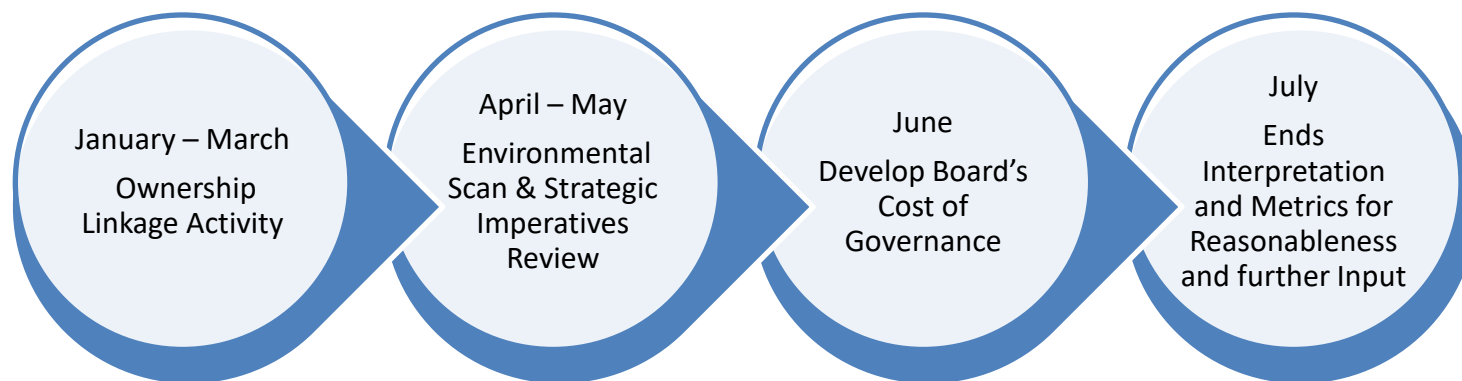 January – March
Ownership
Linkage Activity
April – May
Environmental
Scan & Strategic
Imperatives
Review
June
Develop Board’s
Cost of
Governance
July
Ends
Interpretation
and Metrics for
Reasonableness
and further Input